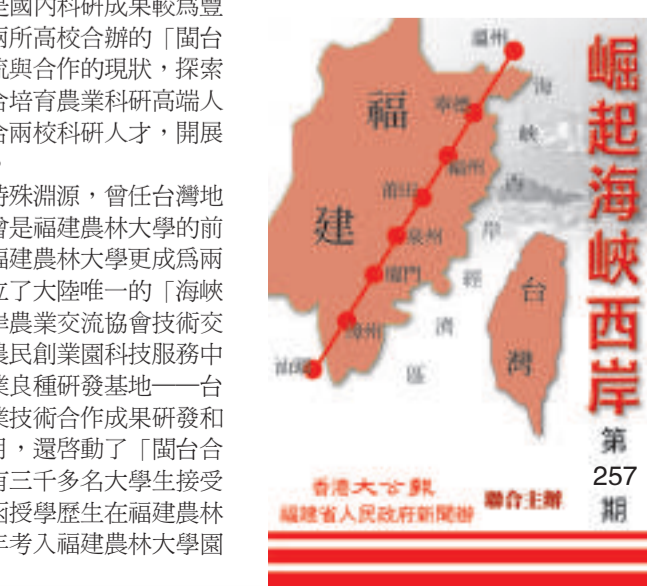 是國內科研成果較為豐
兩所高校合辦的「閩台
流與合作的現狀，探索
合培育農業科研高端人
合兩校科研人才，開展
。
特殊淵源，曾任台灣地
曾是福建農林大學的前
福建農林大學更成為兩
立了大陸唯一的「海峽
岸農業交流協會技術交
農民創業園科技服務中
業良種研發基地——台
業技術合作成果研發和
月，還啓動了「閩台合
有三千多名大學生接受
函授學歷生在福建農林
年考入福建農林大學園
崛起海峽西岸
第
257
期
福建
台灣
海峽西岸經濟區
溫州
寧德
福州
莆田
泉州
廈門
漳州
汕頭
香港大公報
福建省人民政府新聞辦
聯合主辦